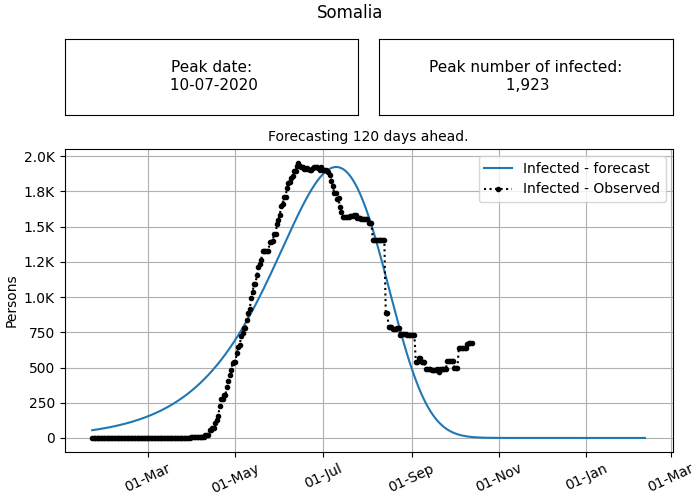 Somalia
Peak date:
10-07-2020
Peak number of infected:
1,923
Forecasting 120 days ahead.
Infected - forecast
Infected - Observed
Persons
2.0K
1.8K
1.5K
1.2K
1.0K
750
500
250
0
01-Mar
01-May
01-Jul
01-Sep
01-Nov
01-Jan
01-Mar